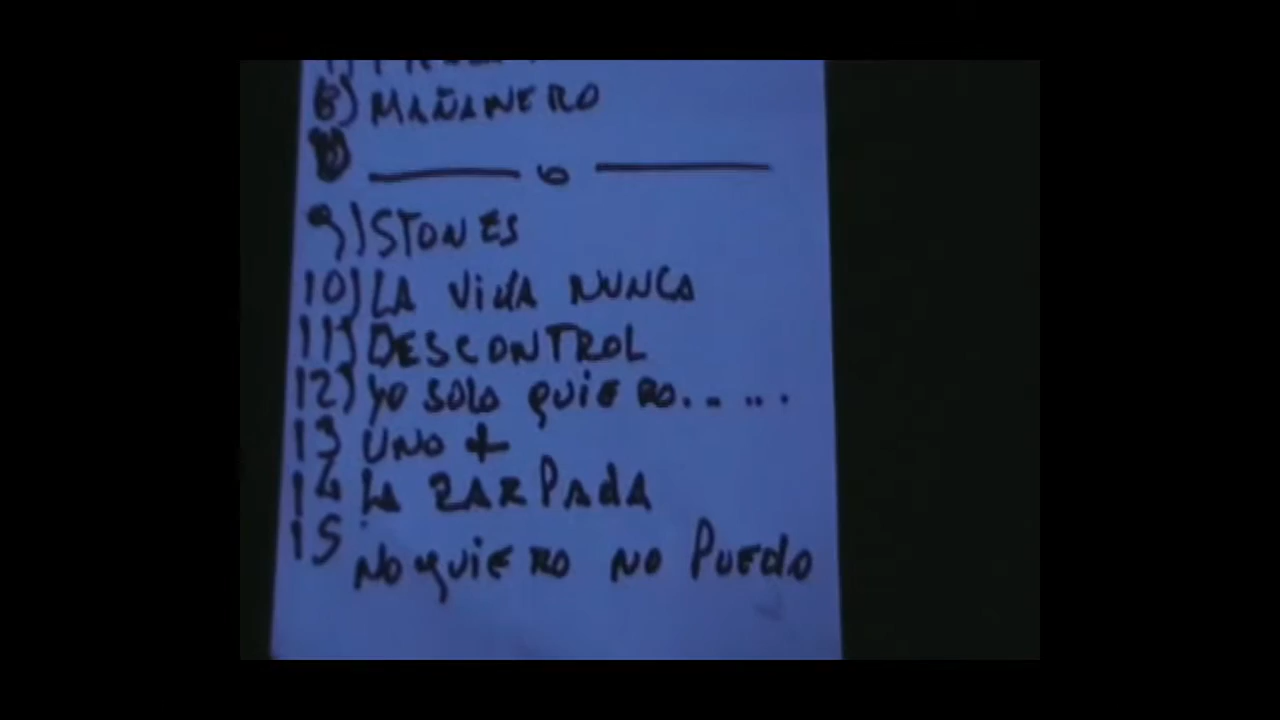 8) MAÑANERO
9) STONES
10) LA VIDA NUNCA
11) DESCONTROL
12) YO SOLO QUIERO......
13 UNO +
14 LA ZARPADA
15 NO QUIERO NO PUEDO